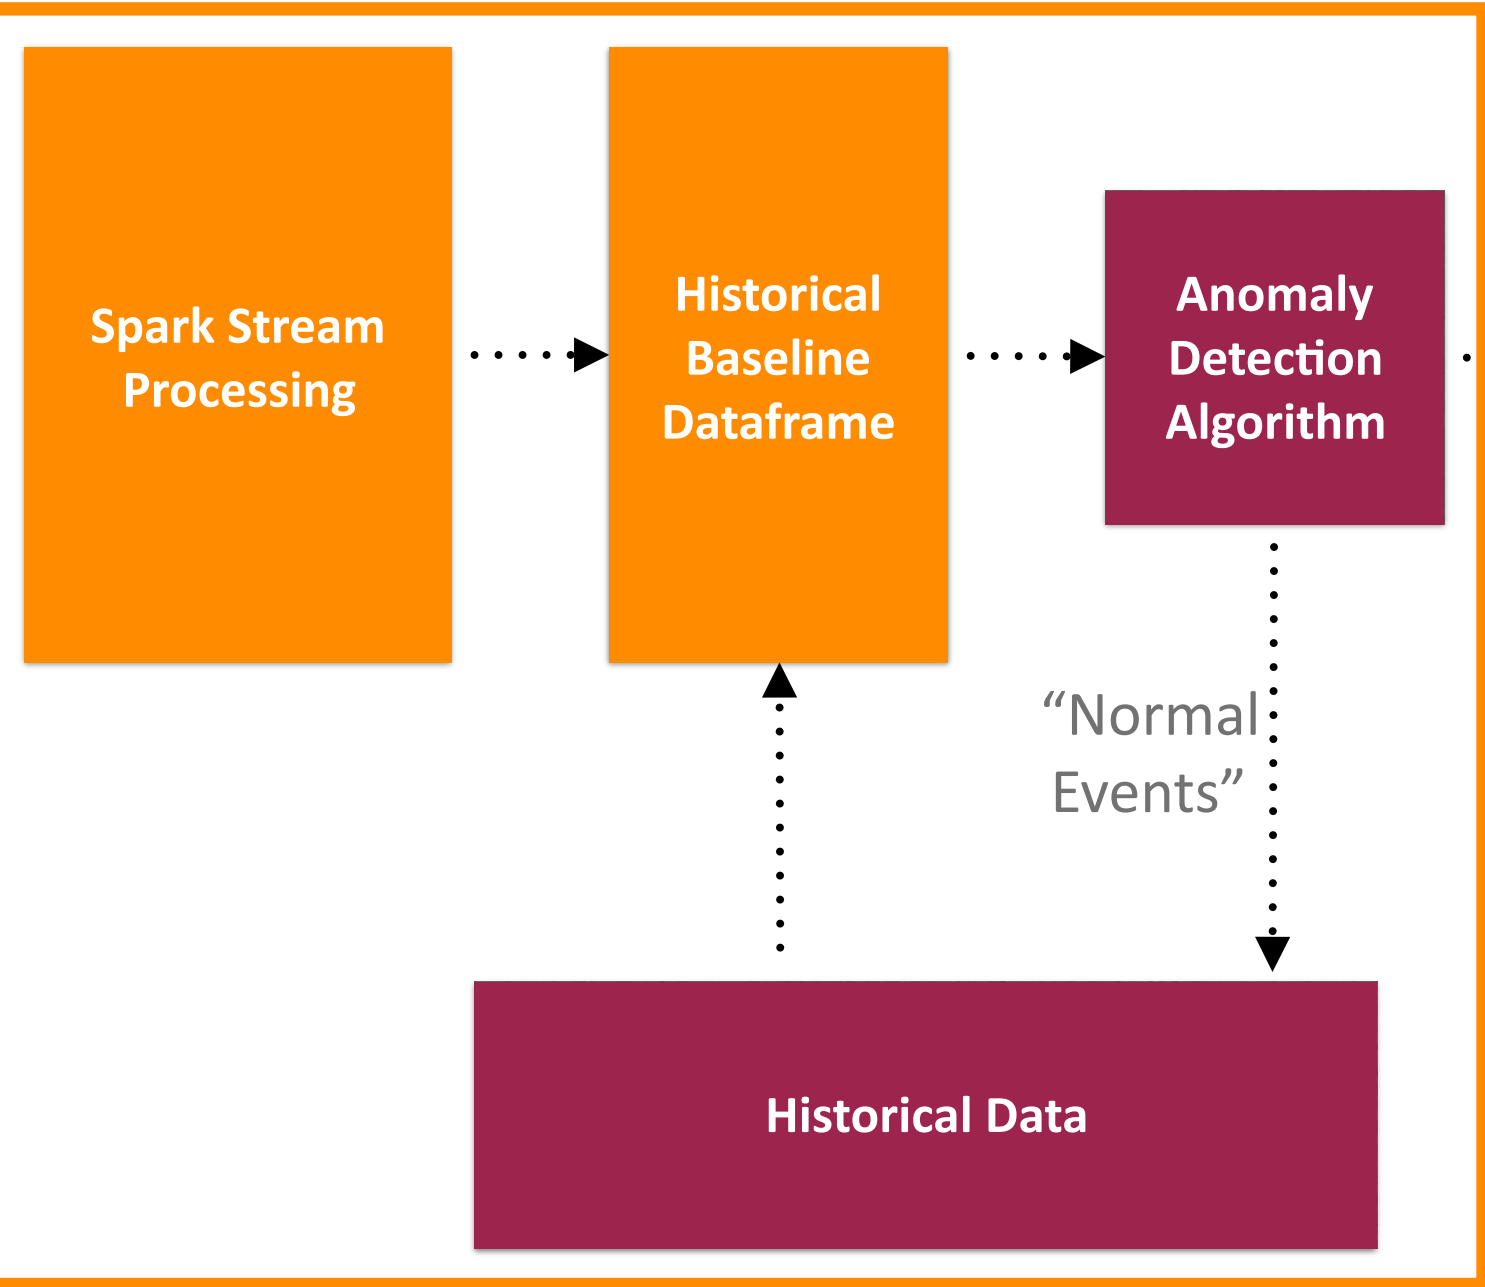 Spark Stream
Processing
Historical
Baseline
Dataframe
Anomaly
Detection
Algorithm
“Normal
Events”
Historical Data